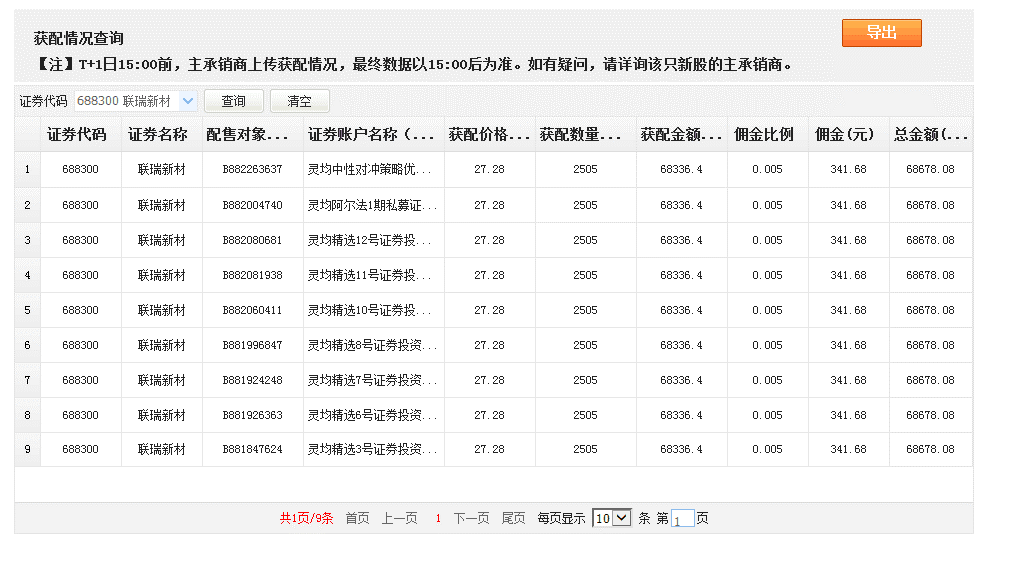 获配情况查询
导出
【注】T+1日15:00前，主承销商上传获配情况，最终数据以15:00后为准。如有疑问，请详询该只新股的主承销商。
证券代码 688300 联瑞新材 查询 清空
证券代码 证券名称 配售对象... 证券账户名称（... 获配价格... 获配数量... 获配金额... 佣金比例 佣金(元) 总金额(...
1 688300 联瑞新材 B882263637 灵均中性对冲策略优... 27.28 2505 68336.4 0.005 341.68 68678.08
2 688300 联瑞新材 B882004740 灵均阿尔法1期私募证... 27.28 2505 68336.4 0.005 341.68 68678.08
3 688300 联瑞新材 B882080681 灵均精选12号证券投... 27.28 2505 68336.4 0.005 341.68 68678.08
4 688300 联瑞新材 B882081938 灵均精选11号证券投... 27.28 2505 68336.4 0.005 341.68 68678.08
5 688300 联瑞新材 B882060411 灵均精选10号证券投... 27.28 2505 68336.4 0.005 341.68 68678.08
6 688300 联瑞新材 B881996847 灵均精选8号证券投资... 27.28 2505 68336.4 0.005 341.68 68678.08
7 688300 联瑞新材 B881924248 灵均精选7号证券投资... 27.28 2505 68336.4 0.005 341.68 68678.08
8 688300 联瑞新材 B881926363 灵均精选6号证券投资... 27.28 2505 68336.4 0.005 341.68 68678.08
9 688300 联瑞新材 B881847624 灵均精选3号证券投资... 27.28 2505 68336.4 0.005 341.68 68678.08
共1页/9条 首页 上一页 1 下一页 尾页 每页显示 10 条 第 1 页